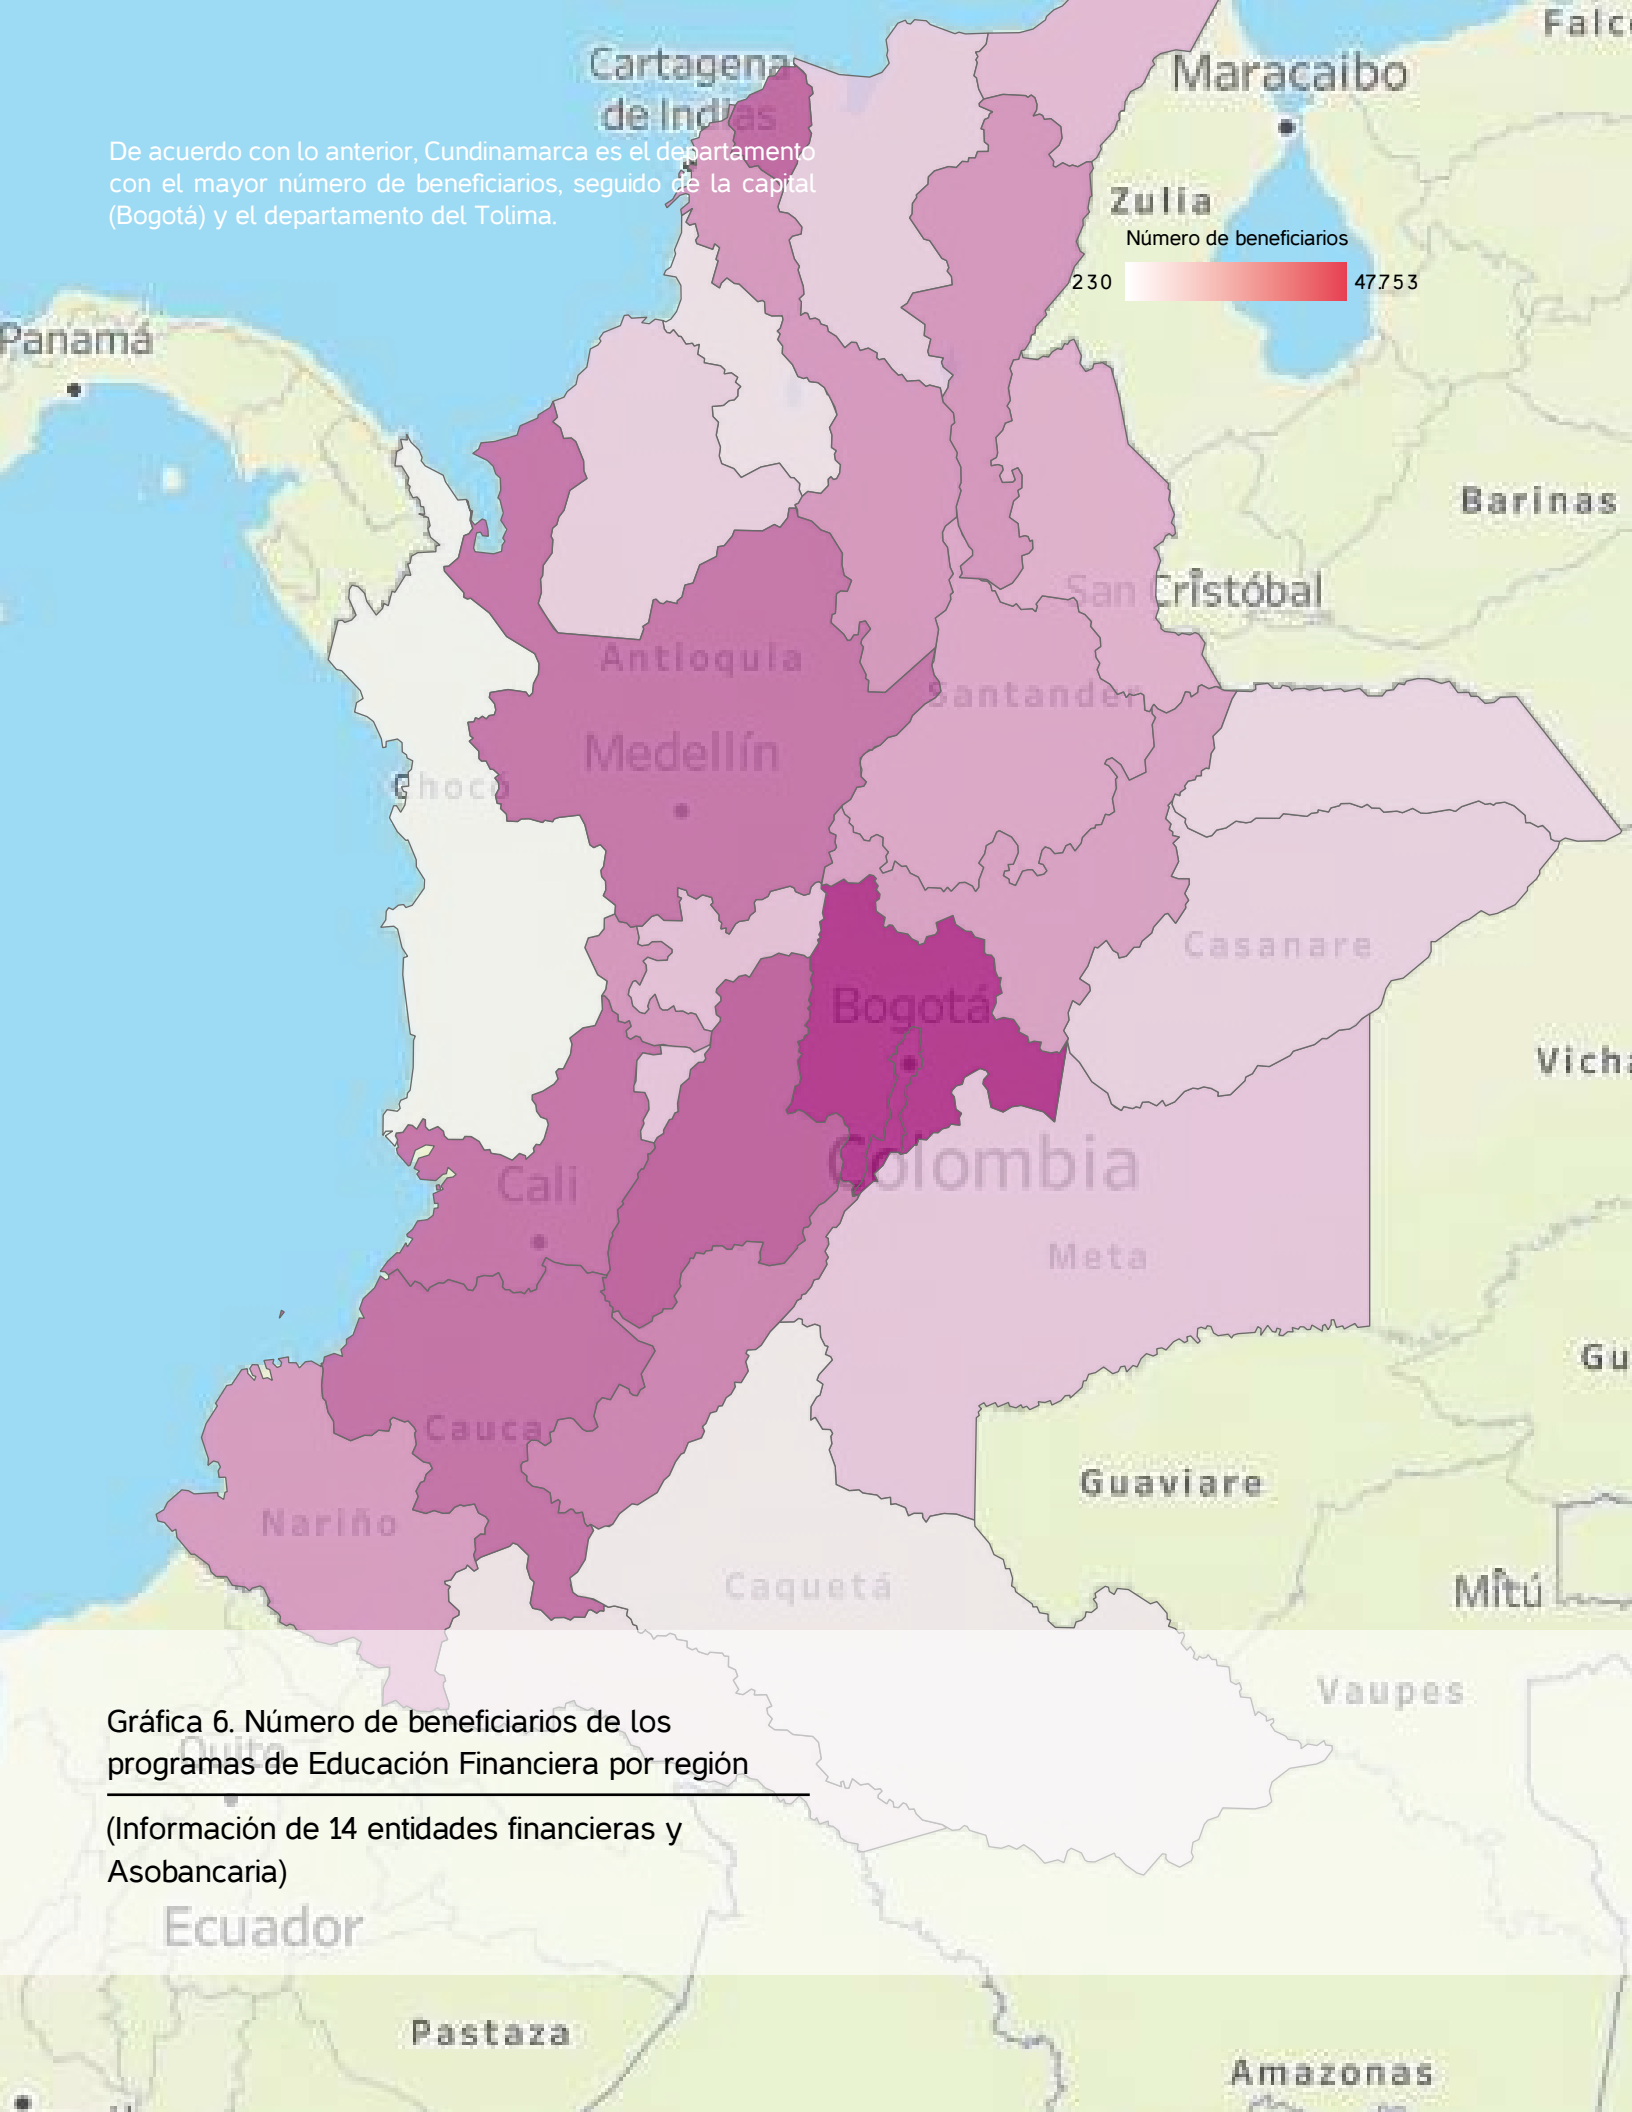 Falc
Cartagena
de Indias
Maracaibo
De acuerdo con lo anterior, Cundinamarca es el departamento
con el mayor número de beneficiarios, seguido de la capital
(Bogotá) y el departamento del Tolima.
Zulia
Número de beneficiarios
230
47.753
Panamá
Barinas
San Cristóbal
Antioquia
Santander
Medellín
Chocó
Casanare
Bogotá
Vicha
Colombia
Cali
Meta
Gu
Cauca
Guaviare
Nariño
Caquetá
Mitú
Vaupes
Gráfica 6. Número de beneficiarios de los
programas de Educación Financiera por región
Quito
(Información de 14 entidades financieras y
Asobancaria)
Ecuador
Pastaza
Amazonas